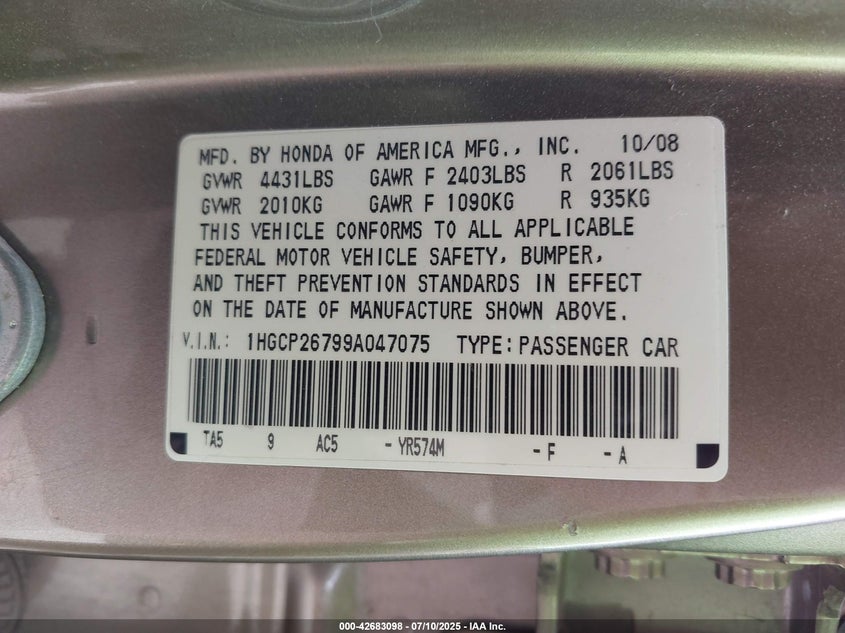 MFD. BY HONDA OF AMERICA MFG., INC. 10/08
GVWR 4431LBS GAWR F 2403LBS R 2061LBS
GVWR 2010KG GAWR F 1090KG R 935KG
THIS VEHICLE CONFORMS TO ALL APPLICABLE
FEDERAL MOTOR VEHICLE SAFETY, BUMPER,
AND THEFT PREVENTION STANDARDS IN EFFECT
ON THE DATE OF MANUFACTURE SHOWN ABOVE.
V.I.N.: 1HGCP26799A047075 TYPE: PASSENGER CAR
TA5 9 AC5 - YR574M - F - A
000-42683098 - 07/10/2025 - IAA Inc.